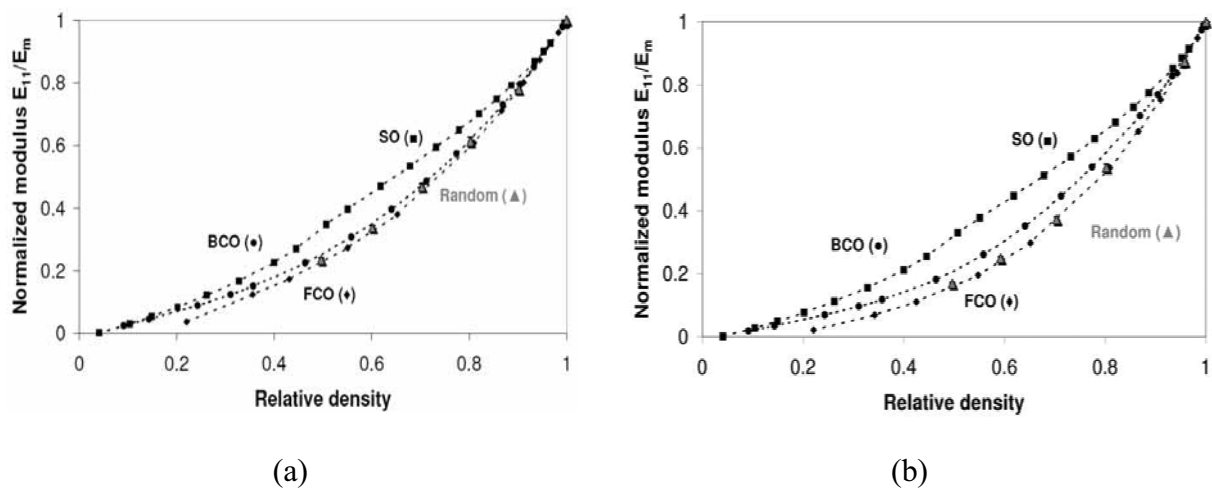 (a)
Normalized modulus E₁₁/Eₘ
1
0.8
0.6
0.4
0.2
0
SO (▪)
Random (▲)
BCO (•)
FCO (♦)
0
0.2
0.4
0.6
0.8
1
Relative density
(a)
Normalized modulus E₁₁/Eₘ
1
0.8
0.6
0.4
0.2
0
SO (▪)
Random (▲)
BCO (•)
FCO (♦)
0
0.2
0.4
0.6
0.8
1
Relative density
(b)